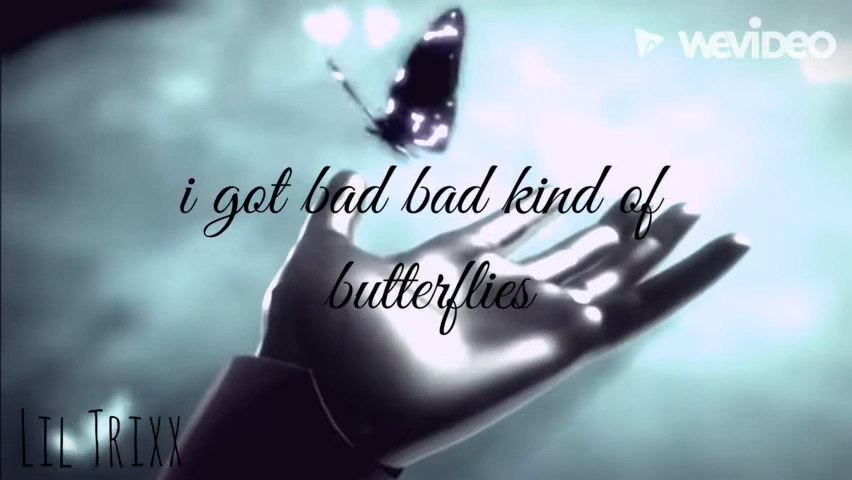 WeVideo
i got bad bad kind of
butterflies
Lil Trixx